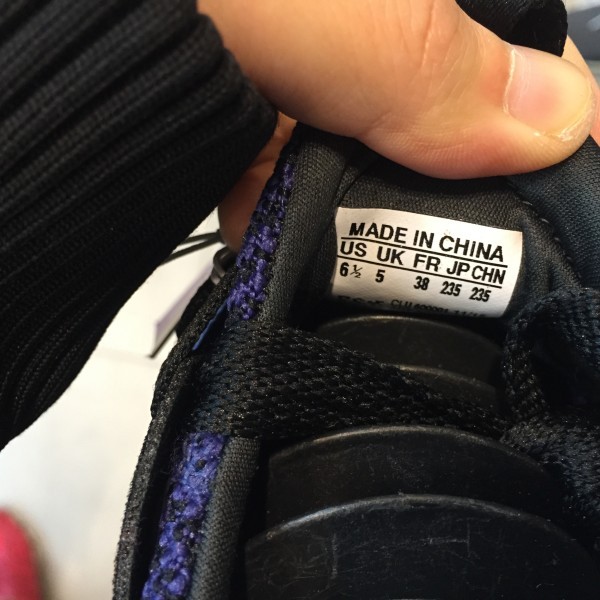 MADE IN CHINA
US UK FR JP CHN
6½ 5 38 235 235